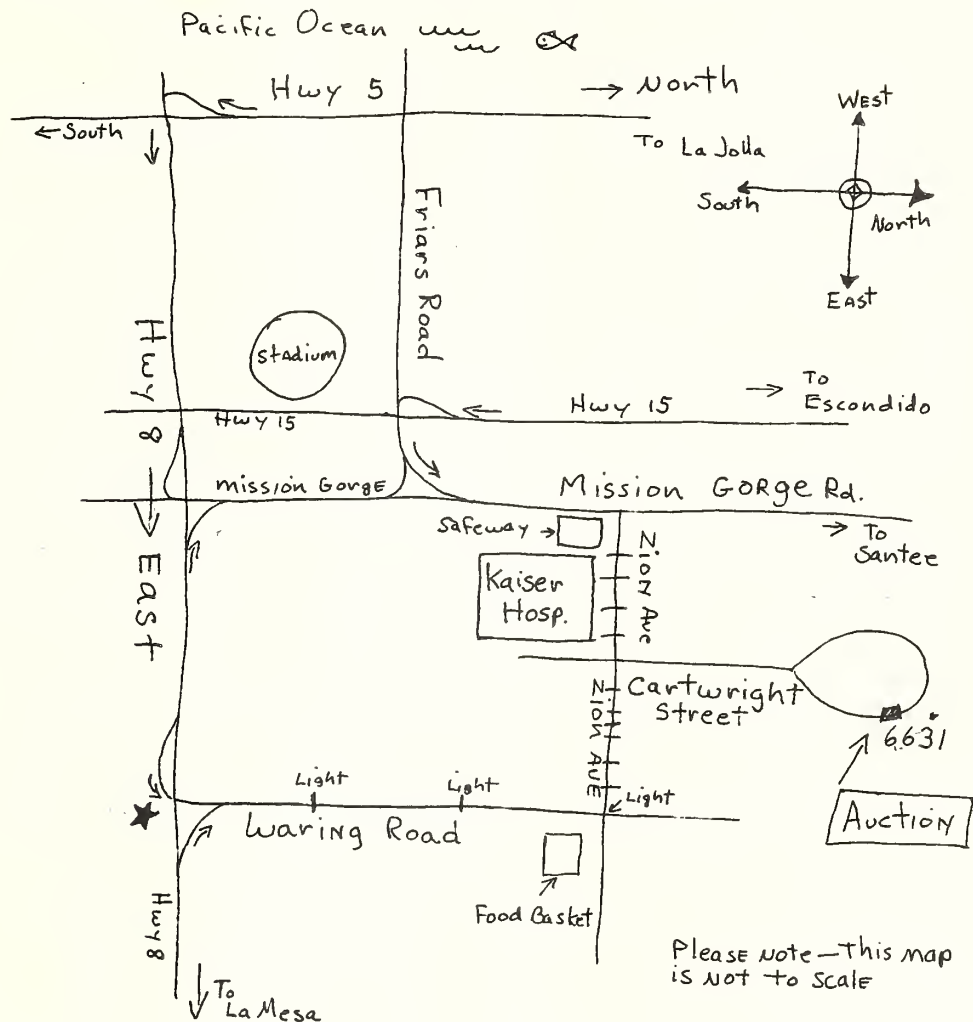 Pacific Ocean
Hwy 5
→ North
← South
To La Jolla
West
South
North
East
Friars Road
Stadium
Hwy 8 → East
Hwy 15
Hwy 15
→ To
Escondido
Mission Gorge
Mission Gorge Rd.
→ To
Santee
Safeway →
Zion Ave
Kaiser
Hosp.
Cartwright
Street
Zion Ave
6631
Auction
Light
Light
Light
Waring Road
Food Basket
Hwy 8
To
La Mesa
Please note — This map
is not to scale